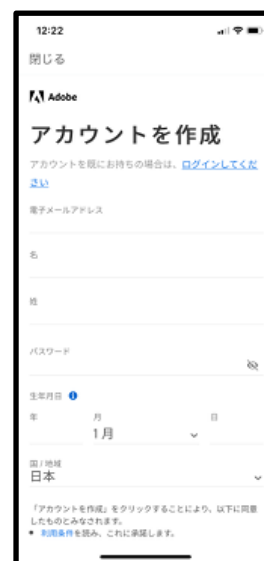 12:22
閉じる
Adobe
アカウントを作成
アカウントを既にお持ちの場合は、ログインしてくだ
さい
電子メールアドレス
名
姓
パスワード
生年月日
年 月 日
1月
国 / 地域
日本
「アカウントを作成」をクリックすることにより、以下に同意
したものとみなされます。
• 利用条件を読み、これに承諾します。